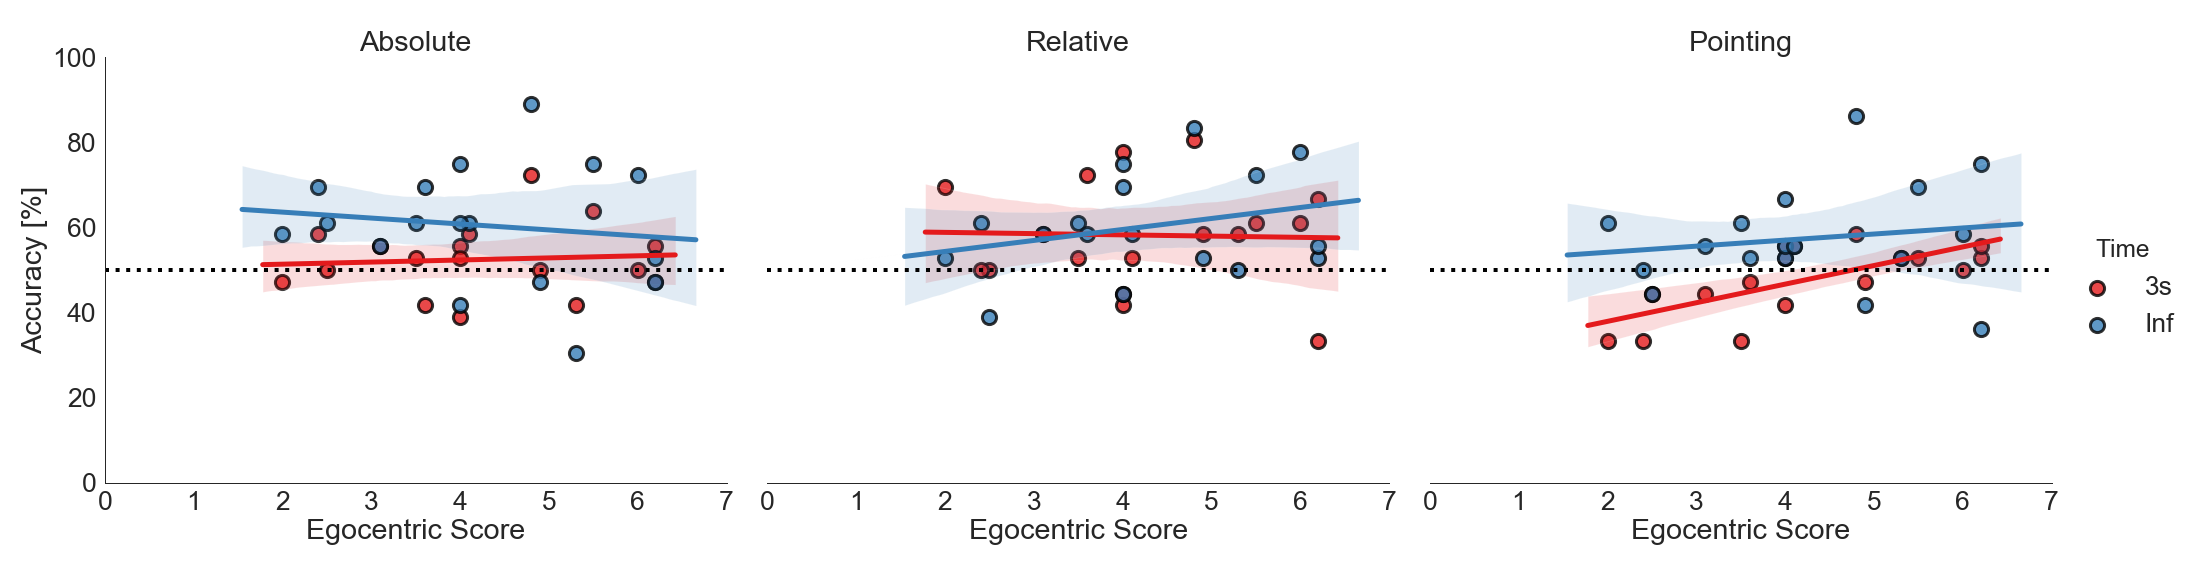 Absolute Relative Pointing
100
80
60
40
20
0
Accuracy [%]
0 1 2 3 4 5 6 7 0 1 2 3 4 5 6 7 0 1 2 3 4 5 6 7
Egocentric Score Egocentric Score Egocentric Score
Time
3s
Inf